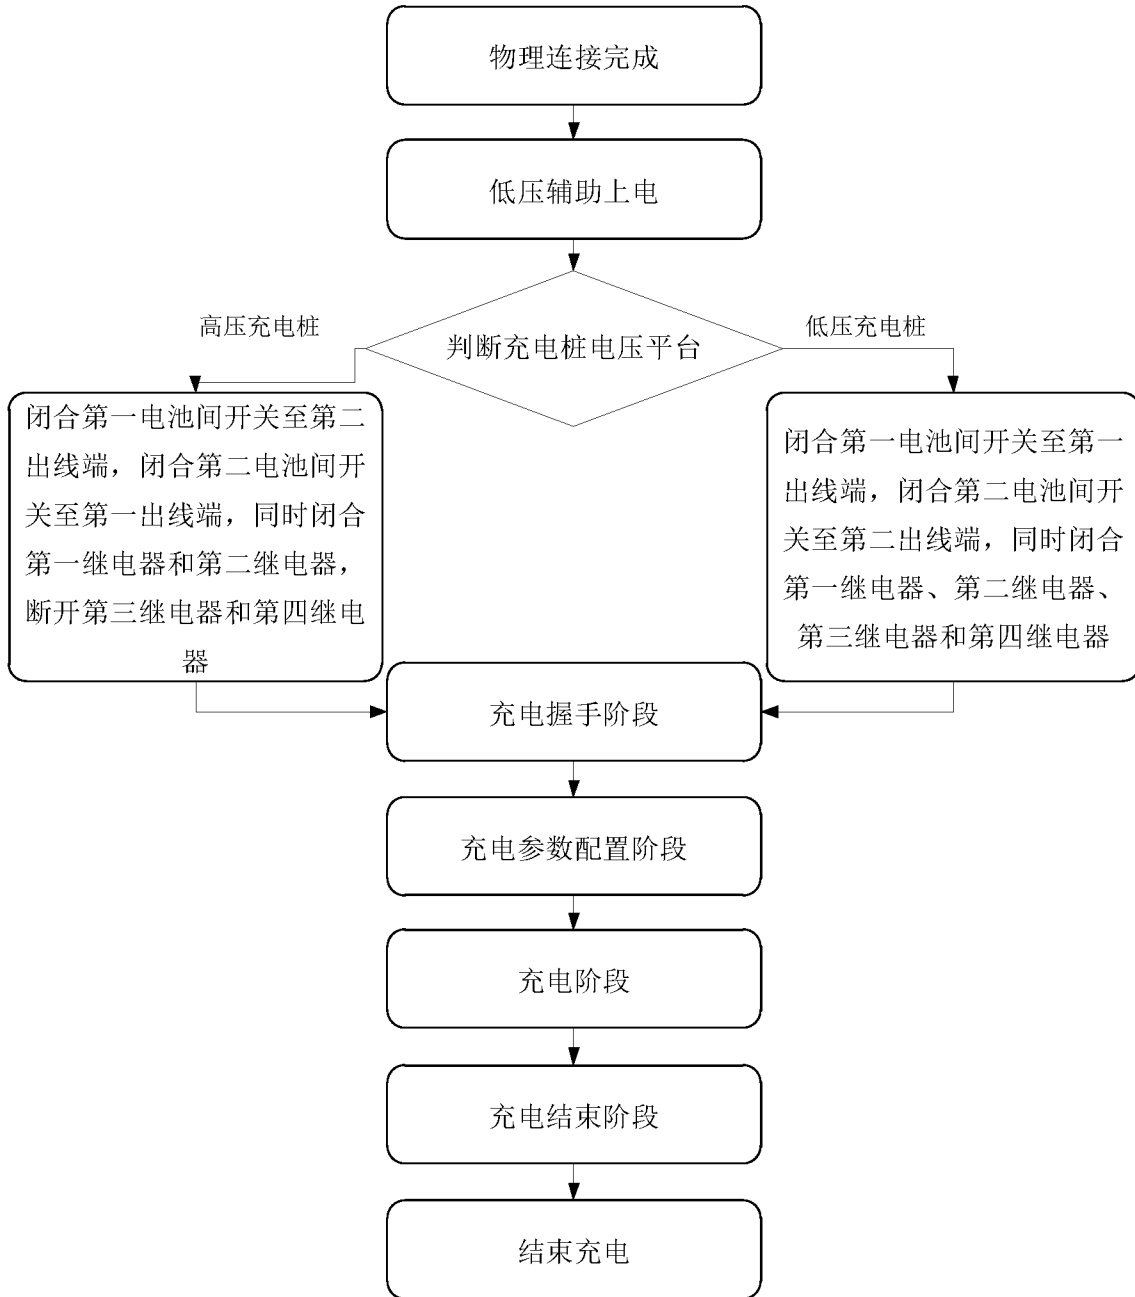 物理连接完成
低压辅助上电
判断充电桩电压平台
高压充电桩
低压充电桩
闭合第一电池间开关至第二
出线端，闭合第二电池间开
关至第一出线端，同时闭合
第一继电器和第二继电器，
断开第三继电器和第四继电
器
闭合第一电池间开关至第一
出线端，闭合第二电池间开
关至第二出线端，同时闭合
第一继电器、第二继电器、
第三继电器和第四继电器
充电握手阶段
充电参数配置阶段
充电阶段
充电结束阶段
结束充电